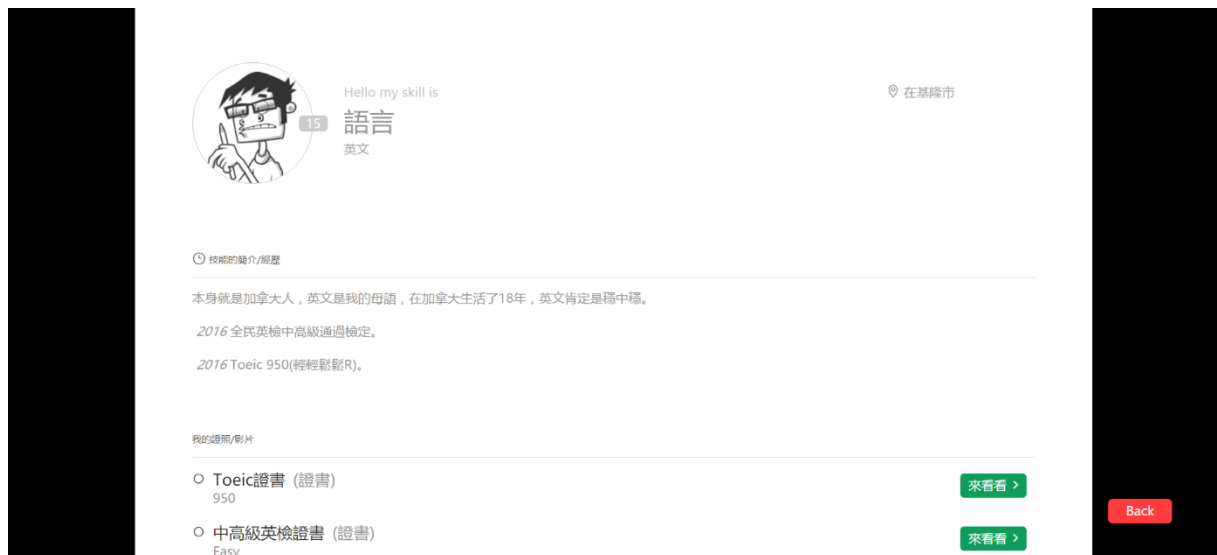 Hello my skill is
在基隆市
15
語言
英文
技能的簡介/經歷
本身就是加拿大人，英文是我的母語，在加拿大生活了18年，英文肯定是穩中穩。
2016 全民英檢中高級通過檢定。
2016 Toeic 950(輕輕鬆鬆R)。
我的證照/影片
Toeic證書 (證書)
950
來看看 >
Back
中高級英檢證書 (證書)
Easy
來看看 >